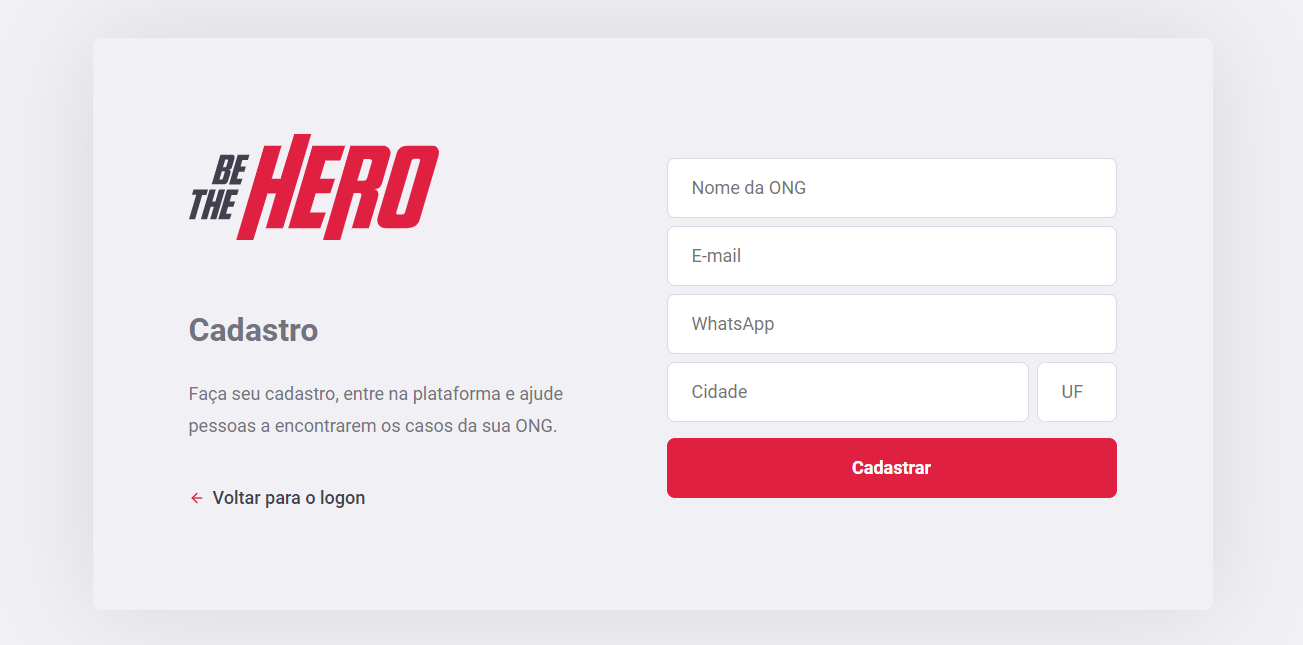 BE
THE
HERO
Cadastro
Faça seu cadastro, entre na plataforma e ajude
pessoas a encontrarem os casos da sua ONG.
Voltar para o logon
Nome da ONG
E-mail
WhatsApp
Cidade
UF
Cadastrar